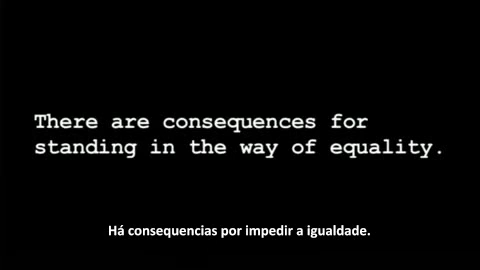 There are consequences for
standing in the way of equality.
Há consequencias por impedir a igualdade.